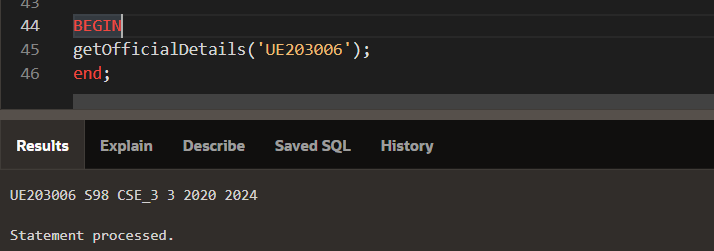 43
44 BEGIN
45 getOfficialDetails('UE203006');
46 end;
Results Explain Describe Saved SQL History
UE203006 S98 CSE_3 3 2020 2024
Statement processed.